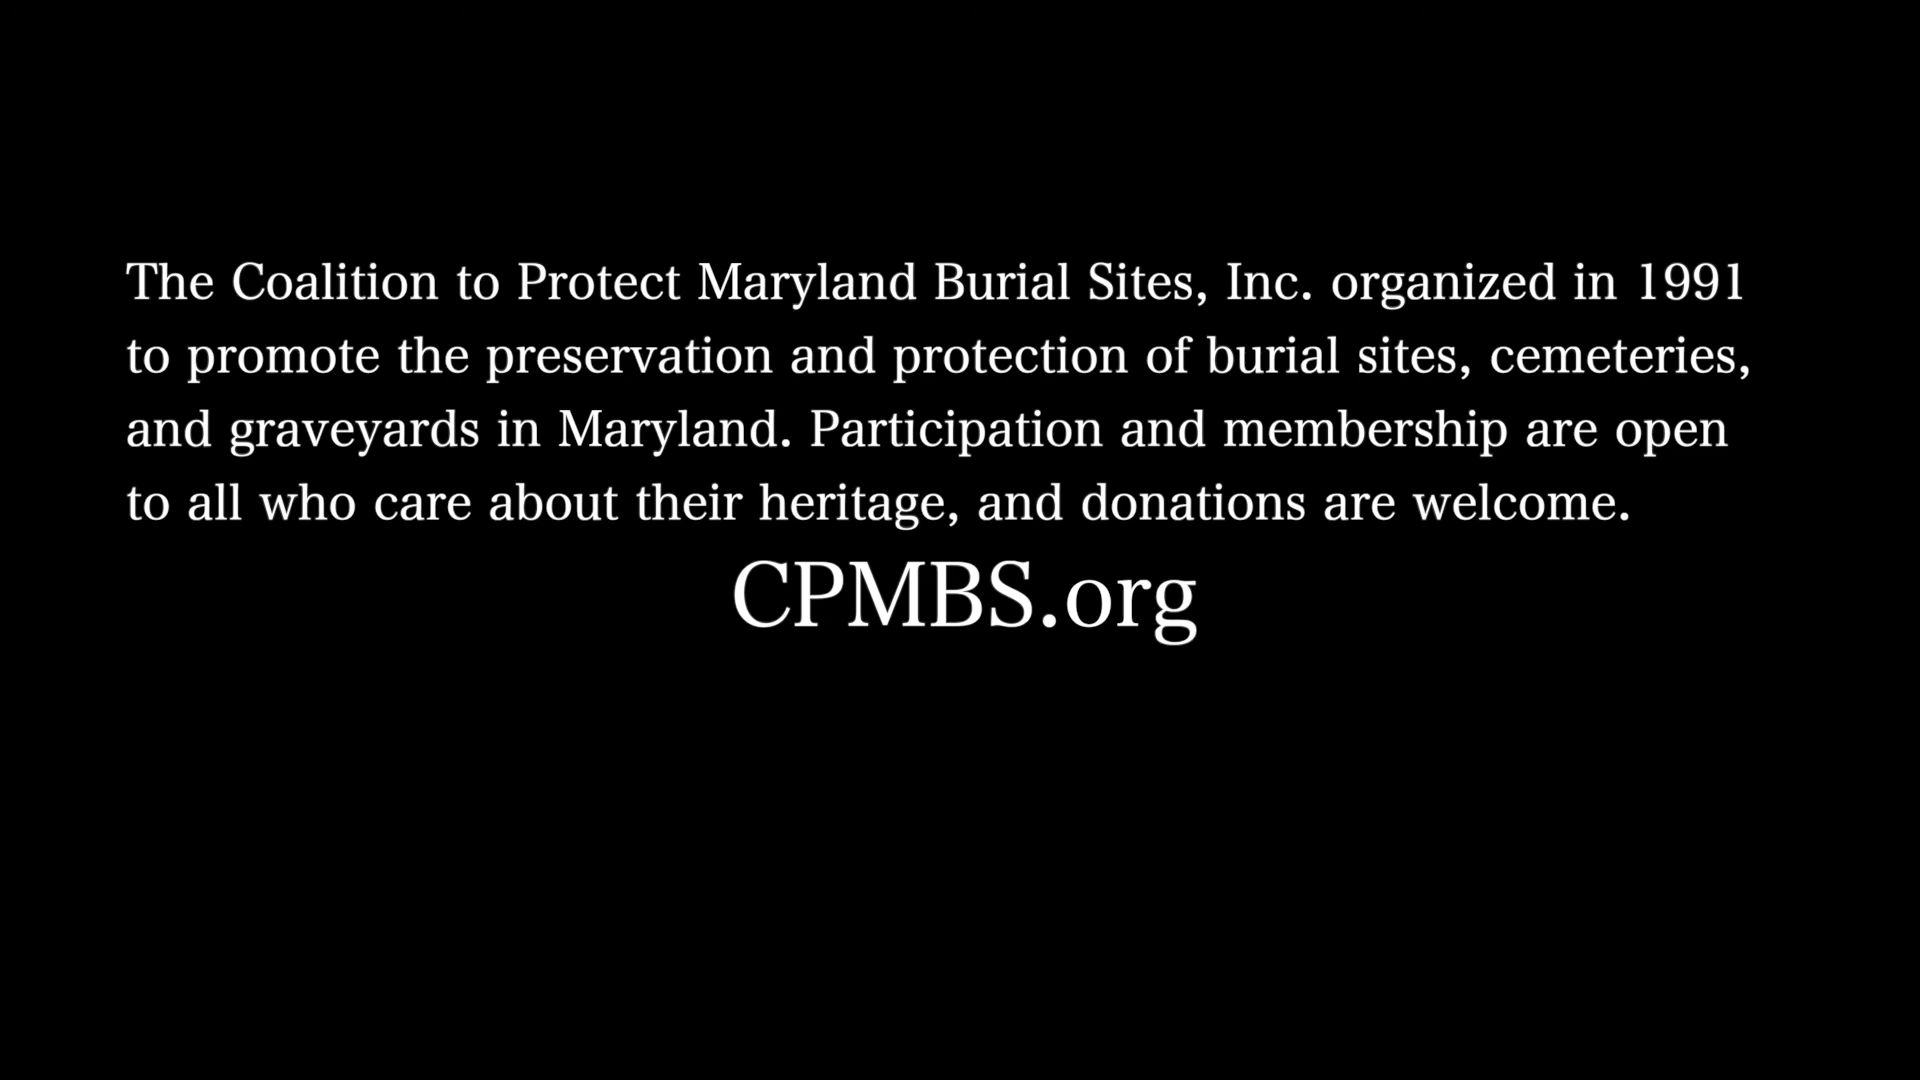 The Coalition to Protect Maryland Burial Sites, Inc. organized in 1991
to promote the preservation and protection of burial sites, cemeteries,
and graveyards in Maryland. Participation and membership are open
to all who care about their heritage, and donations are welcome.
CPMBS.org